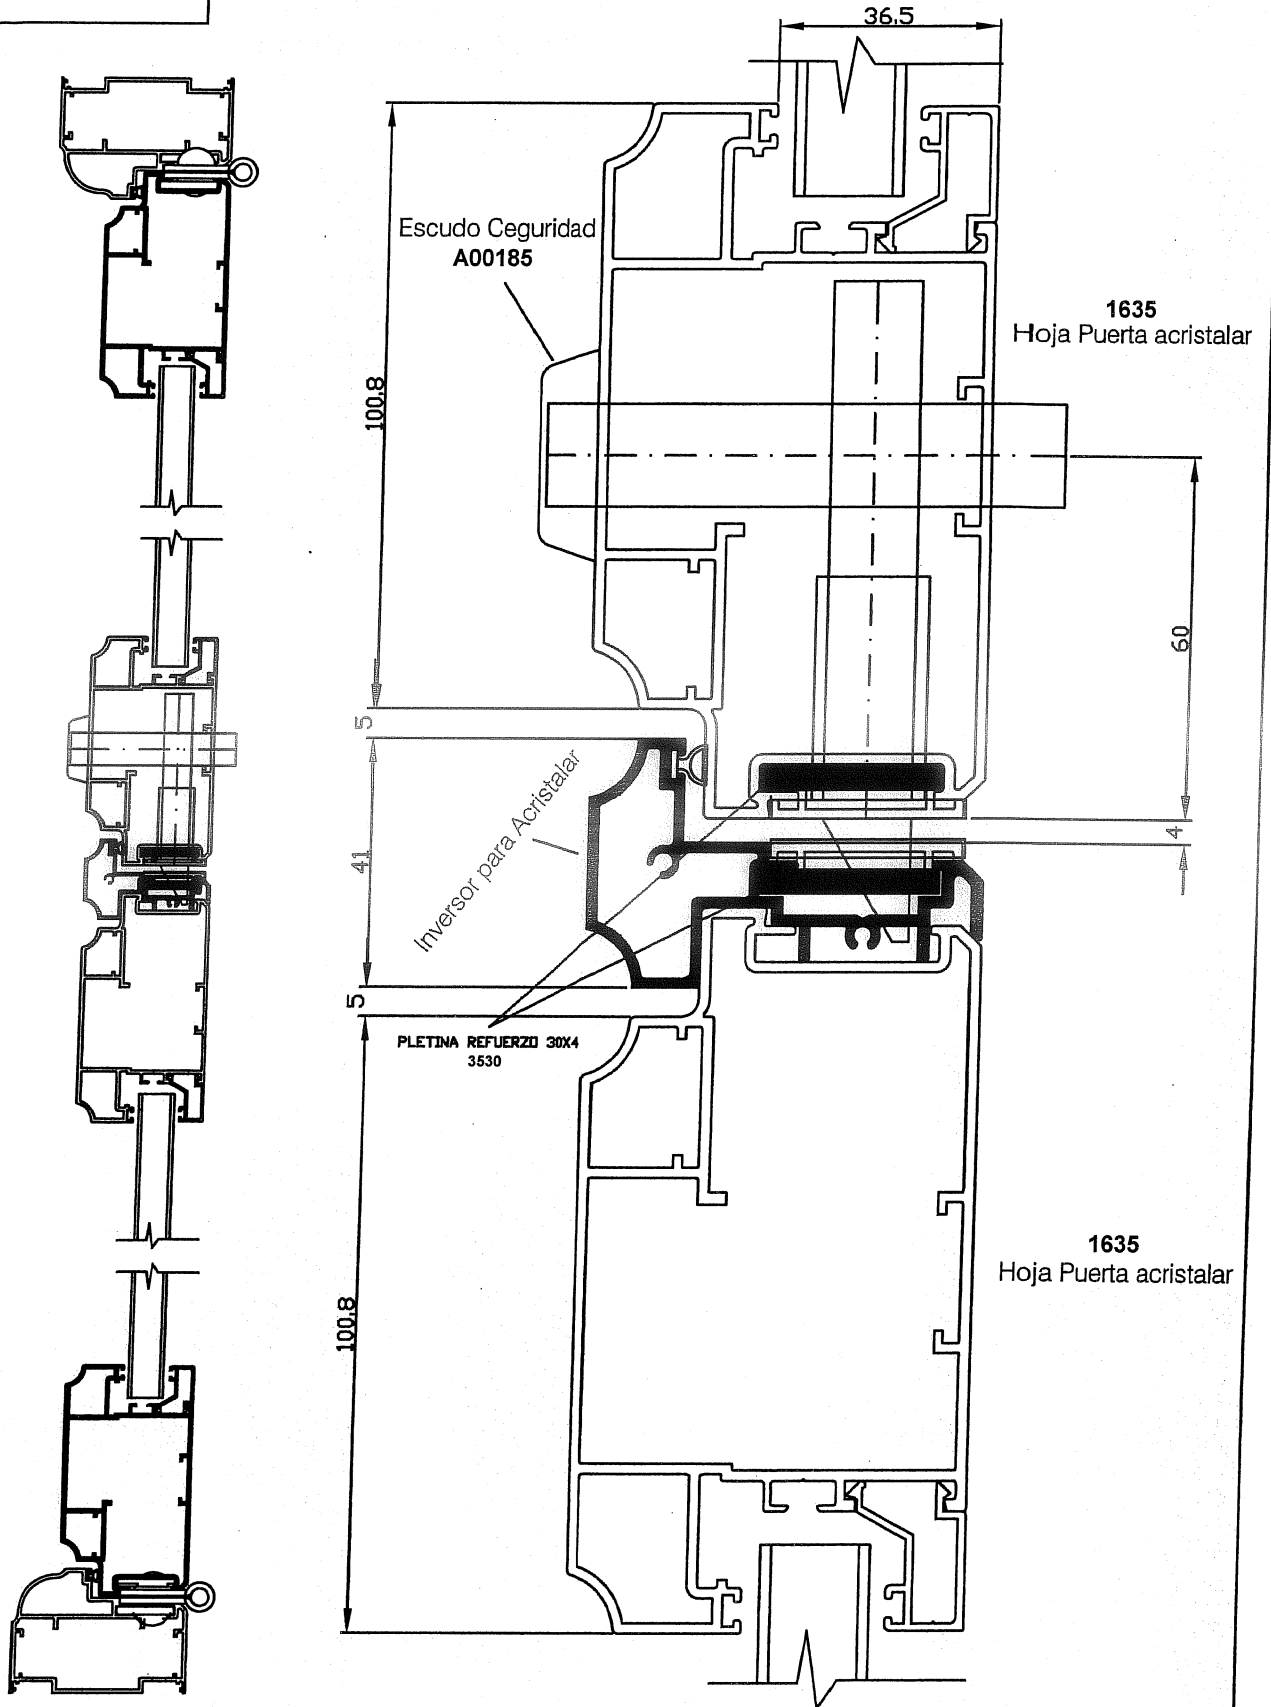 36.5
Escudo Ceguridad
A00185
1635
Hoja Puerta acristalar
100,8
60
5
41
Inversor para Acristalar
4
5
PLETINA REFUERZO 30X4
3530
100,8
1635
Hoja Puerta acristalar